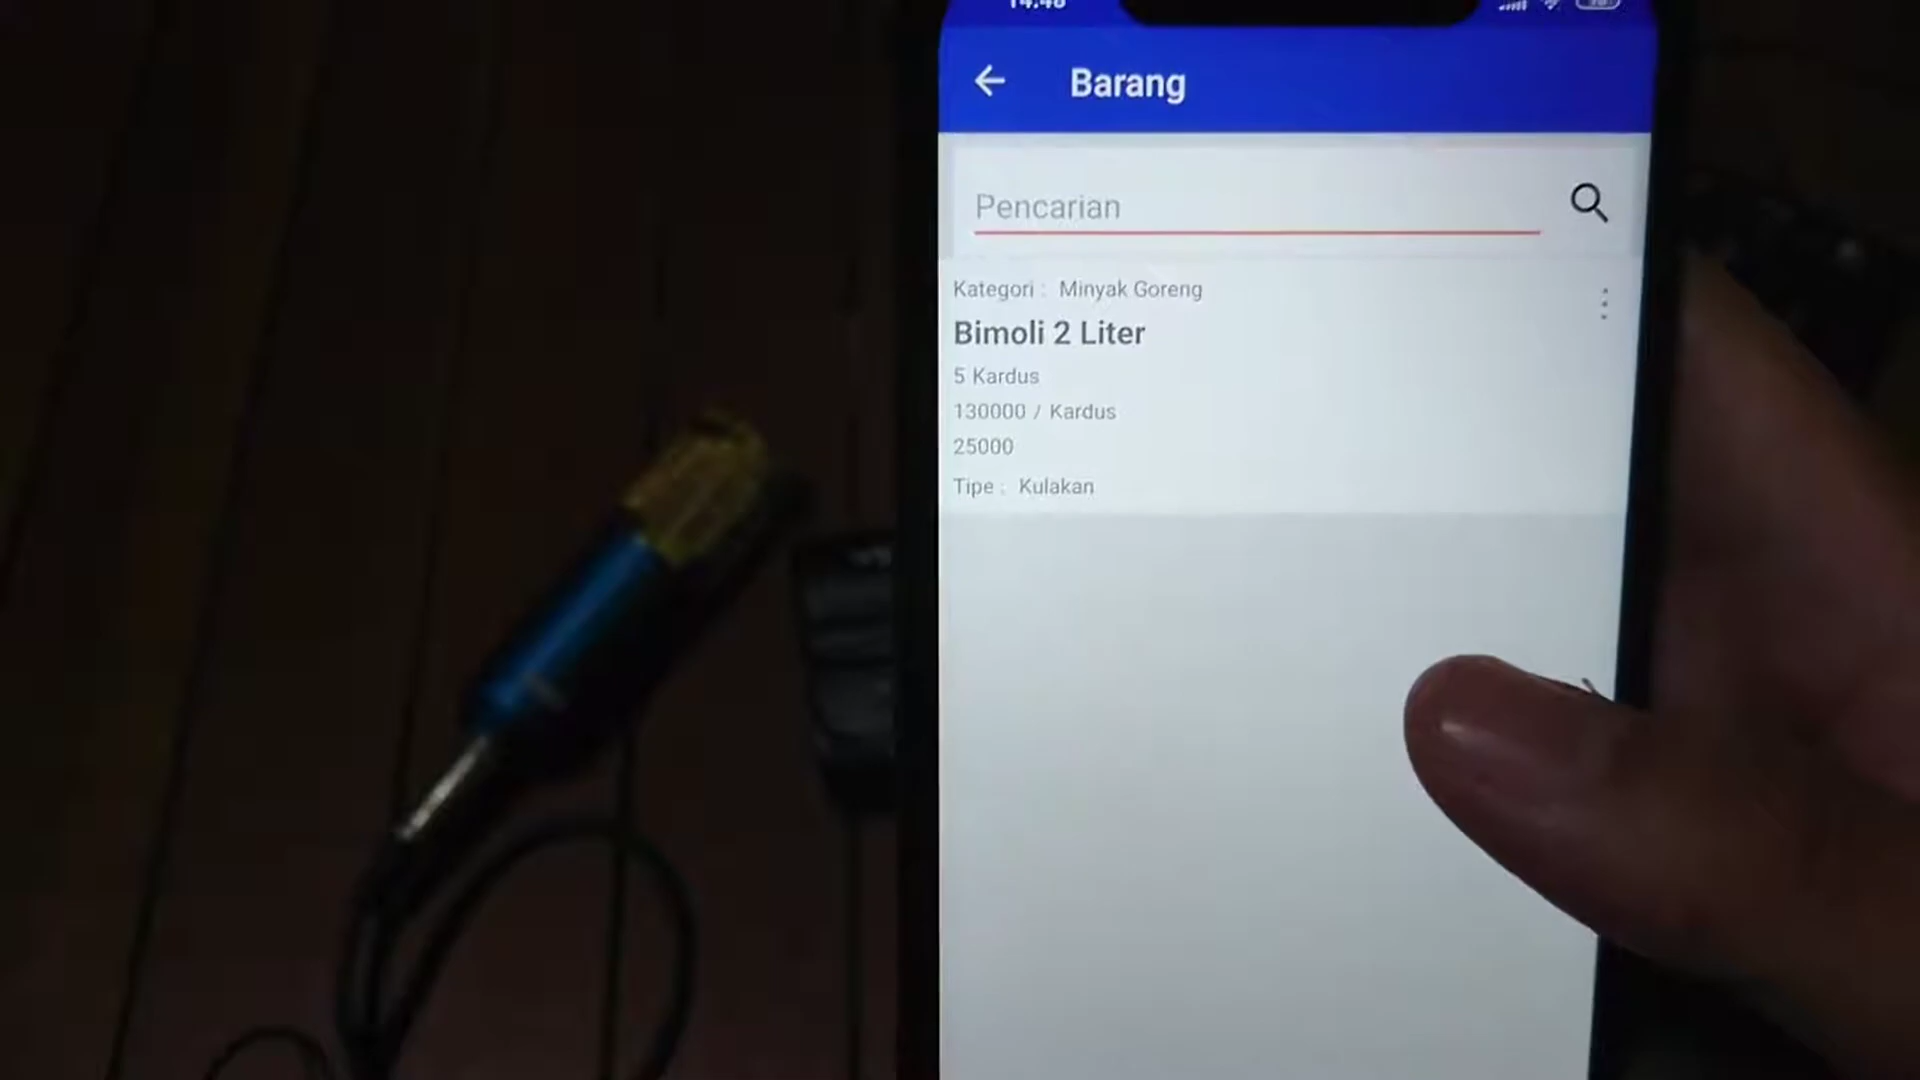 Barang
Pencarian
Kategori : Minyak Goreng
Bimoli 2 Liter
5 Kardus
130000 / Kardus
25000
Tipe : Kulakan